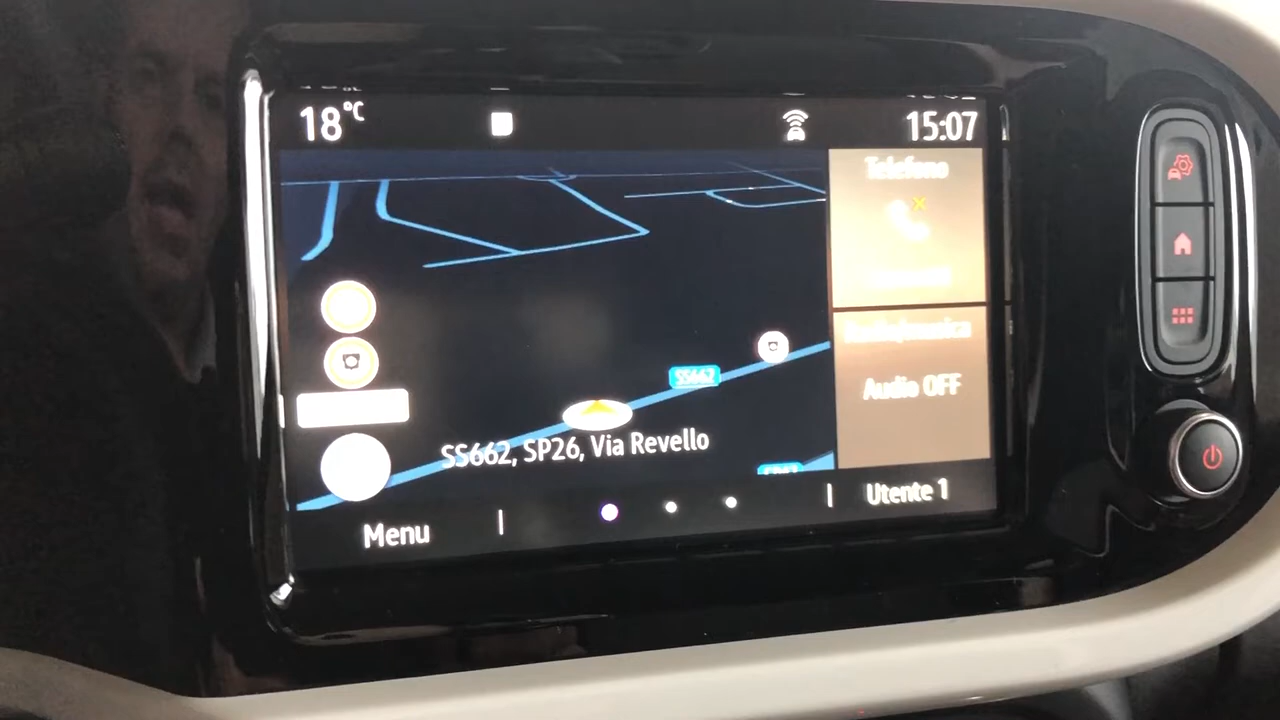 18°C
15:07
Telefono
SS662
Audio OFF
SS662, SP26, Via Revello
Menu
Utente 1